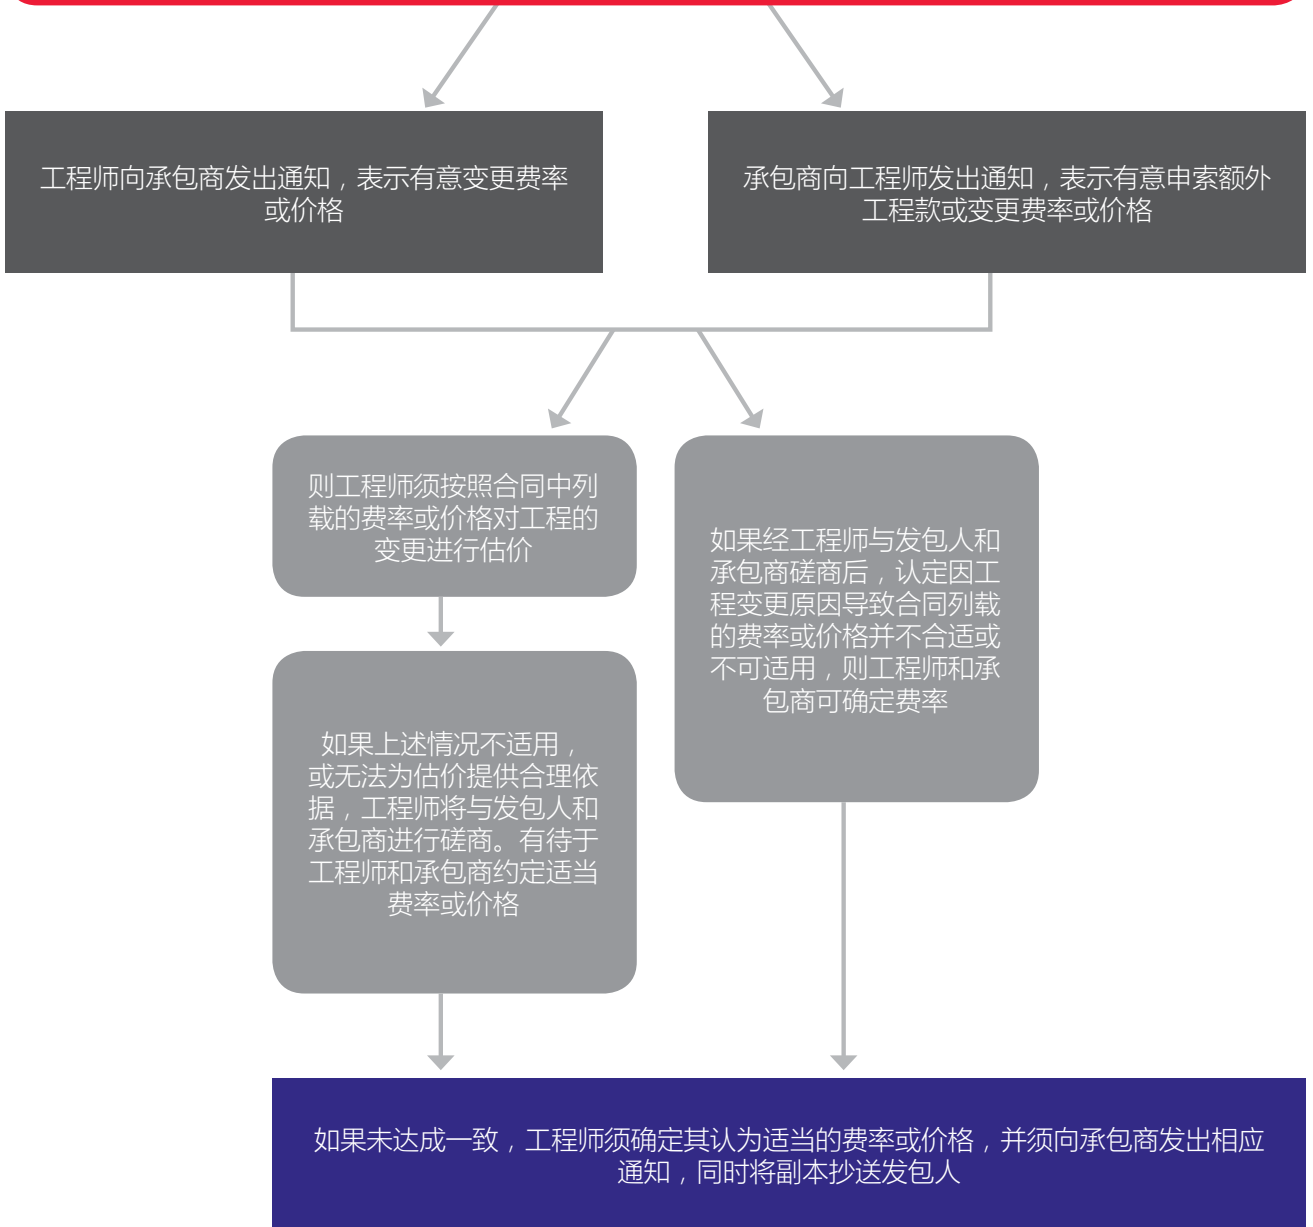 工程师向承包商发出通知，表示有意变更费率
或价格
承包商向工程师发出通知，表示有意申索额外
工程款或变更费率或价格
则工程师须按照合同中列
载的费率或价格对工程的
变更进行估价
如果经工程师与发包人和
承包商磋商后，认定因工
程变更原因导致合同列载
的费率或价格并不合适或
不可适用，则工程师和承
包商可确定费率
如果上述情况不适用，
或无法为估价提供合理依
据，工程师将与发包人和
承包商进行磋商。有待于
工程师和承包商约定适当
费率或价格
如果未达成一致，工程师须确定其认为适当的费率或价格，并须向承包商发出相应
通知，同时将副本抄送发包人